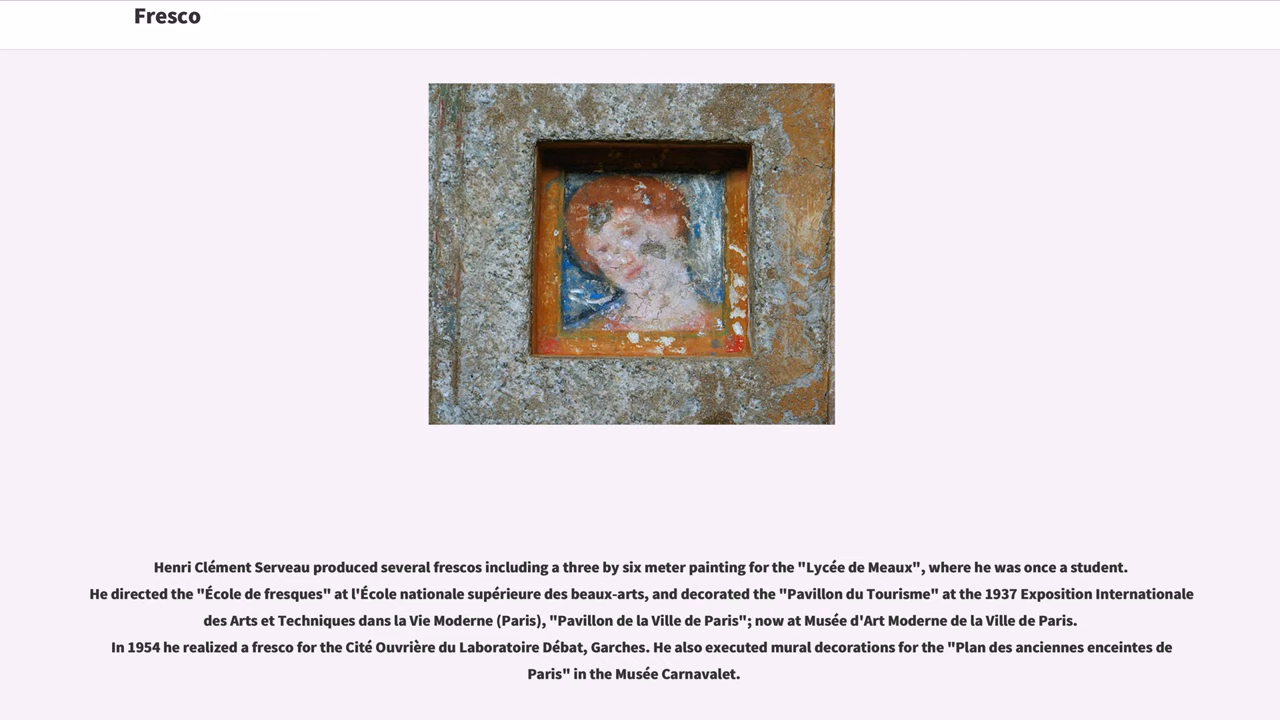 Fresco
Henri Clément Serveau produced several frescos including a three by six meter painting for the "Lycée de Meaux", where he was once a student.
He directed the "École de fresques" at l'École nationale supérieure des beaux-arts, and decorated the "Pavillon du Tourisme" at the 1937 Exposition Internationale
des Arts et Techniques dans la Vie Moderne (Paris), "Pavillon de la Ville de Paris"; now at Musée d'Art Moderne de la Ville de Paris.
In 1954 he realized a fresco for the Cité Ouvrière du Laboratoire Débat, Garches. He also executed mural decorations for the "Plan des anciennes enceintes de
Paris" in the Musée Carnavalet.